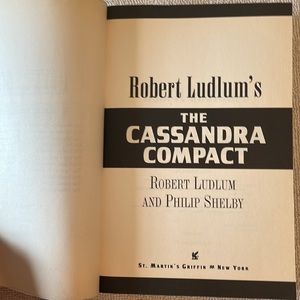 Robert Ludlum's
THE
CASSANDRA
COMPACT
ROBERT LUDLUM
AND PHILIP SHELBY
ST. MARTIN'S GRIFFIN NEW YORK